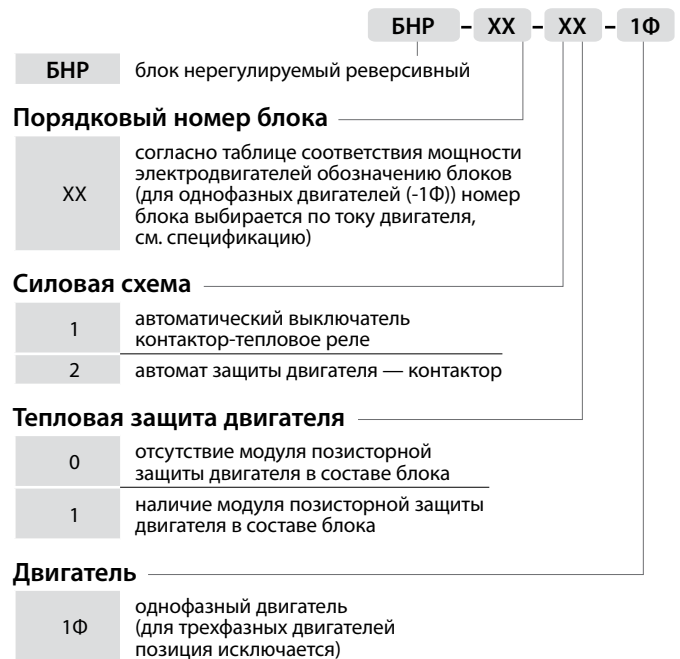 БНР – XX – XX – 1Ф
БНР блок нерегулируемый реверсивный
Порядковый номер блока
XX
согласно таблице соответствия мощности
электродвигателей обозначению блоков
(для однофазных двигателей (-1Ф)) номер
блока выбирается по току двигателя,
см. спецификацию)
Силовая схема
1
автоматический выключатель
контактор-тепловое реле
2 автомат защиты двигателя — контактор
Тепловая защита двигателя
0
отсутствие модуля позисторной
защиты двигателя в составе блока
1
наличие модуля позисторной защиты
двигателя в составе блока
Двигатель
1Ф
однофазный двигатель
(для трехфазных двигателей
позиция исключается)